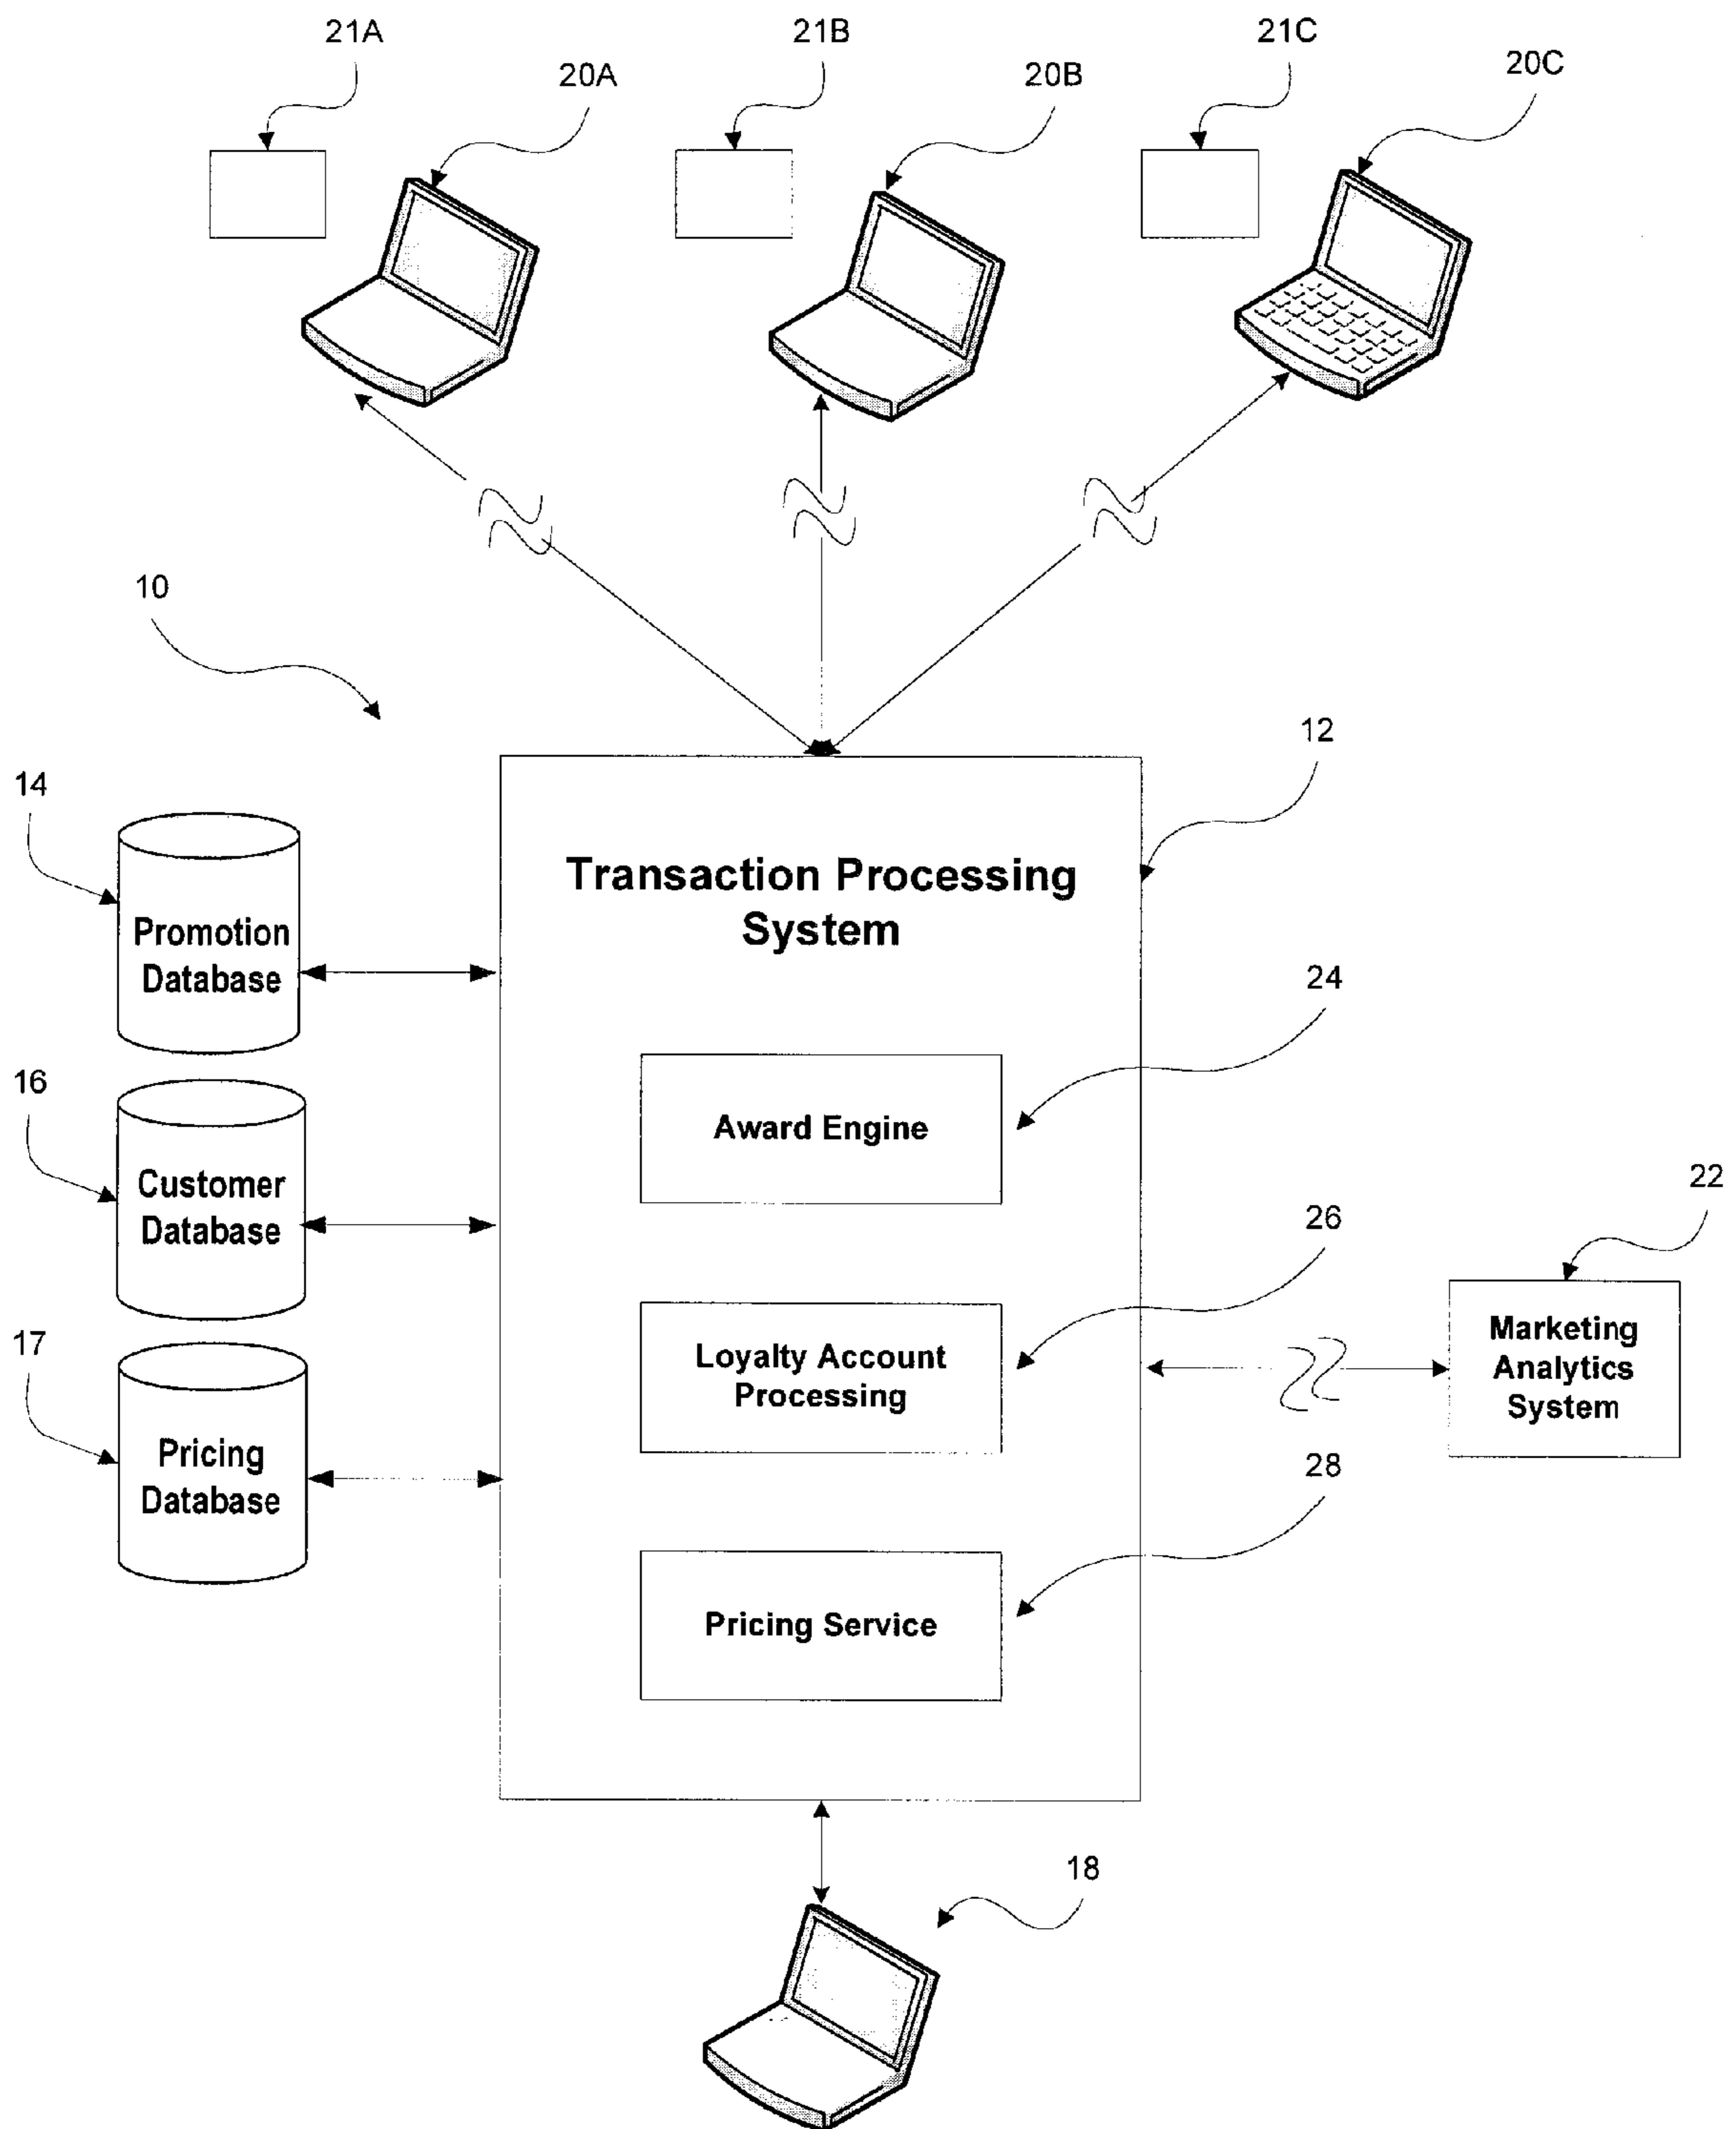 21A
21B
21C
20A
20B
20C
10
12
14
Transaction Processing
System
Promotion
Database
24
16
Award Engine
Customer
Database
22
26
17
Marketing
Analytics
System
Loyalty Account
Processing
Pricing
Database
28
Pricing Service
18